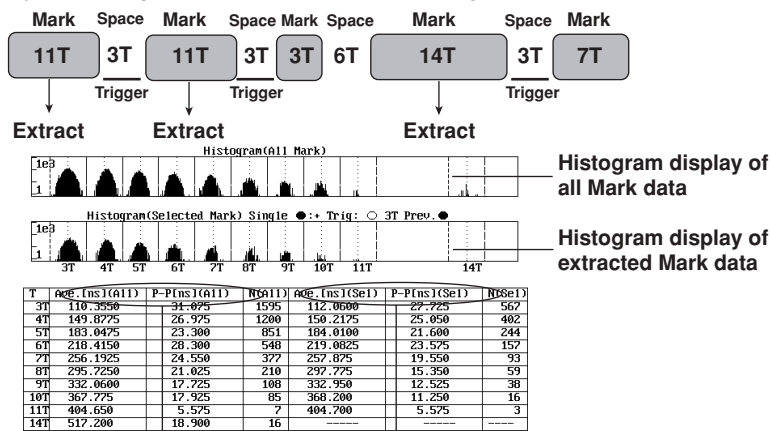 Mark Space Mark Space Mark Space Mark Space Mark
11T 3T 11T 3T 3T 6T 14T 3T 7T
Trigger Trigger Trigger
Extract Extract Extract
Histogram(All Mark)
1e3
1
Histogram display of
all Mark data
Histogram(Selected Mark) Single ●:+ Trig: ○ 3T Prev.●
1e3
1
3T 4T 5T 6T 7T 8T 9T 10T 11T 14T
Histogram display of
extracted Mark data
T Ave.[ns](All) P-P[ns](All) N(All) Ave.[ns](Sel) P-P[ns](Sel) N(Sel)
3T 110.3550 31.075 1595 112.0600 27.725 567
4T 149.8775 26.975 1200 150.2175 25.050 402
5T 183.0475 23.300 851 184.0100 21.600 244
6T 218.4150 28.300 548 219.0825 23.575 157
7T 256.1925 24.550 377 257.875 19.550 93
8T 295.7250 21.025 210 297.775 15.350 59
9T 332.0600 17.725 108 332.950 12.525 38
10T 367.775 17.925 85 368.200 11.250 16
11T 404.650 5.575 7 404.700 5.575 3
14T 517.200 18.900 16 ----- ----- ----